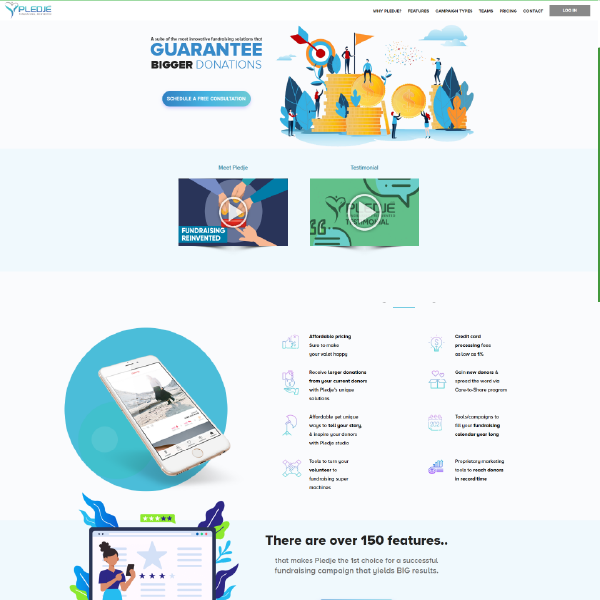 PLEDJE
WHY PLEDJE? FEATURES CAMPAIGN TYPES TEAMS PRICING CONTACT LOG IN
A suite of the most innovative fundraising solutions that
GUARANTEE
BIGGER DONATIONS
SCHEDULE A FREE CONSULTATION
Meet Pledje
Testimonial
FUNDRAISING
REINVENTED
PLEDJE
TESTIMONIAL
Affordable pricing
Sure to make
your valet happy
Receive larger donations
from your current donors
with Pledje's unique
solutions
Affordable yet unique
ways to tell your story,
& inspire your donors
with Pledje studio
Tools to turn your
volunteer to
fundraising super
machines
Credit card
processing fees
as low as 1%
Gain new donors &
spread the word via
Care-to-Share program
Tools/campaigns to
fill your fundraising
calendar year long
Proprietary marketing
tools to reach donors
in record time
There are over 150 features..
that makes Pledje the 1st choice for a successful
fundraising campaign that yields BIG results.